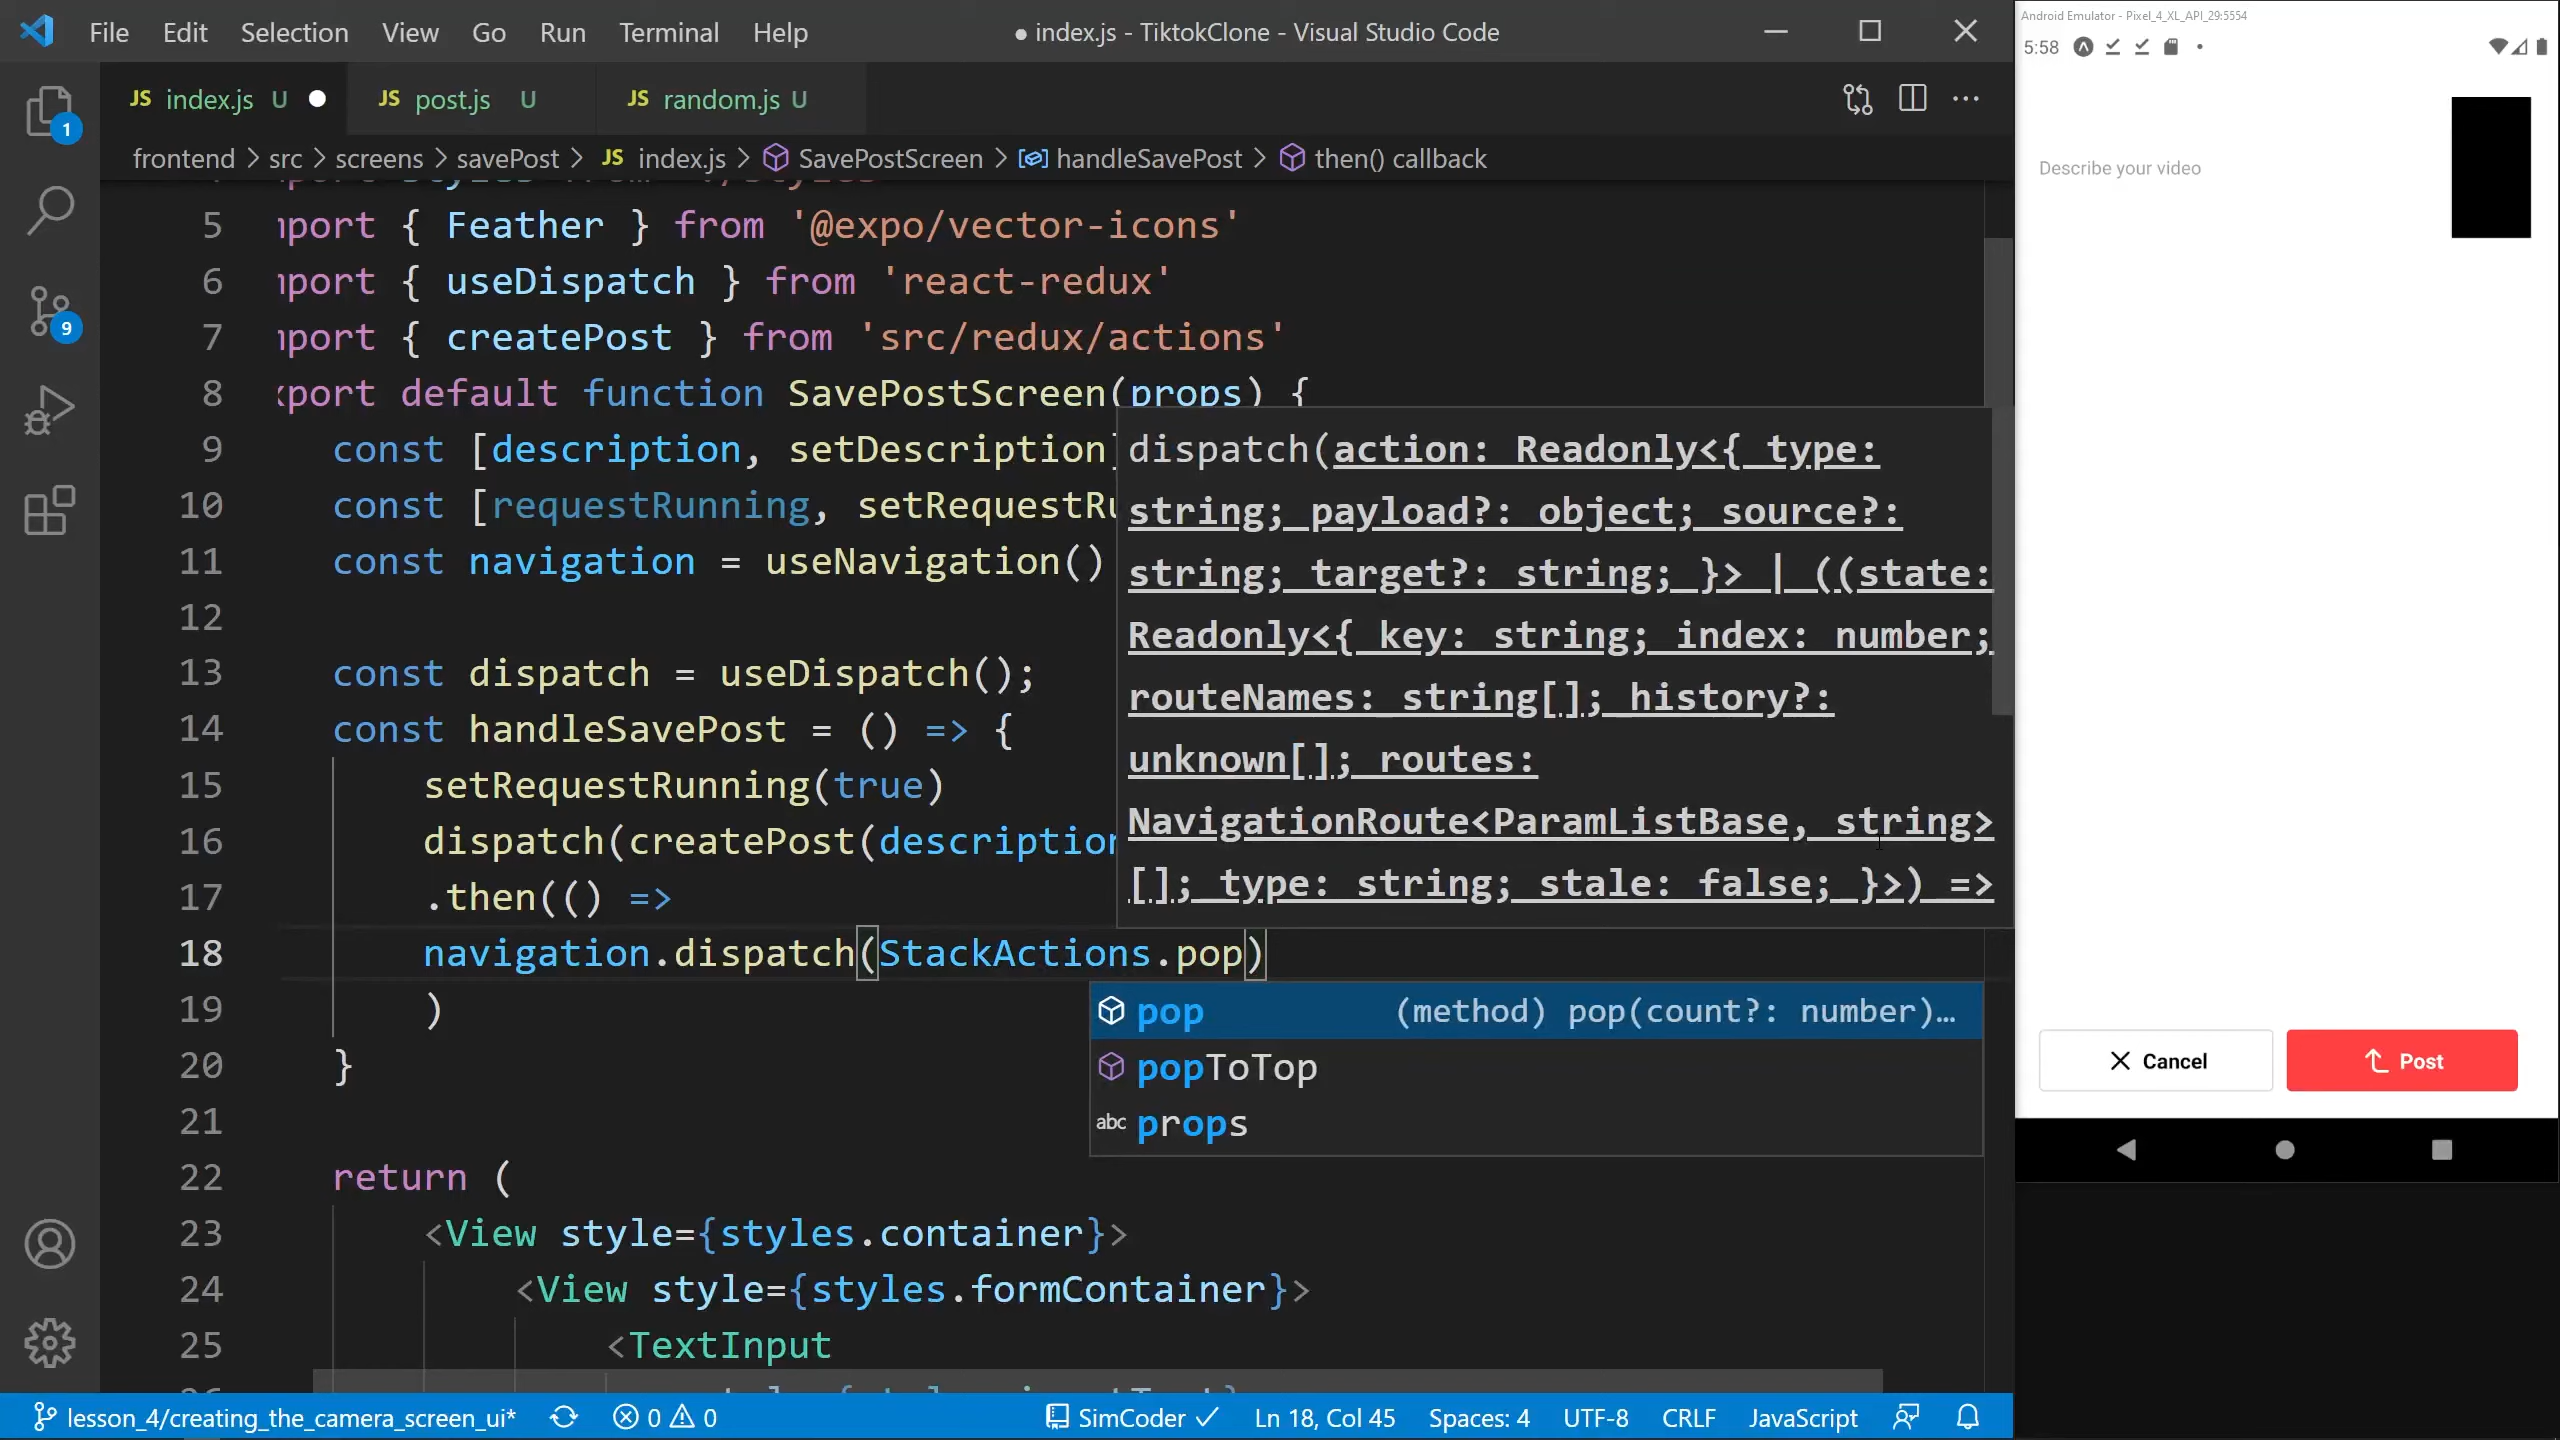 File Edit Selection View Go Run Terminal Help
● index.js - TiktokClone - Visual Studio Code
JS index.js U ●
JS post.js U
JS random.js U
frontend > src > screens > savePost > JS index.js > SavePostScreen > handleSavePost > then() callback
5 mport { Feather } from '@expo/vector-icons'
6 mport { useDispatch } from 'react-redux'
7 mport { createPost } from 'src/redux/actions'
8 xport default function SavePostScreen(props) {
9 const [description, setDescription]
10 const [requestRunning, setRequestRu
11 const navigation = useNavigation()
12
13 const dispatch = useDispatch();
14 const handleSavePost = () => {
15 setRequestRunning(true)
16 dispatch(createPost(description
17 .then(() =>
18 navigation.dispatch(StackActions.pop)
19 )
20 }
21
22 return (
23 <View style={styles.container}>
24 <View style={styles.formContainer}>
25 <TextInput
dispatch(action: Readonly<{ type:
string; payload?: object; source?:
string; target?: string; }> | ((state:
Readonly<{ key: string; index: number;
routeNames: string[]; history?:
unknown[]; routes:
NavigationRoute<ParamListBase, string>
[]; type: string; stale: false; }>) =>
pop (method) pop(count?: number)…
popToTop
abc props
1
9
lesson_4/creating_the_camera_screen_ui* 0 0 SimCoder Ln 18, Col 45 Spaces: 4 UTF-8 CRLF JavaScript
Android Emulator - Pixel_4_XL_API_29:5554
5:58
Describe your video
Cancel
Post